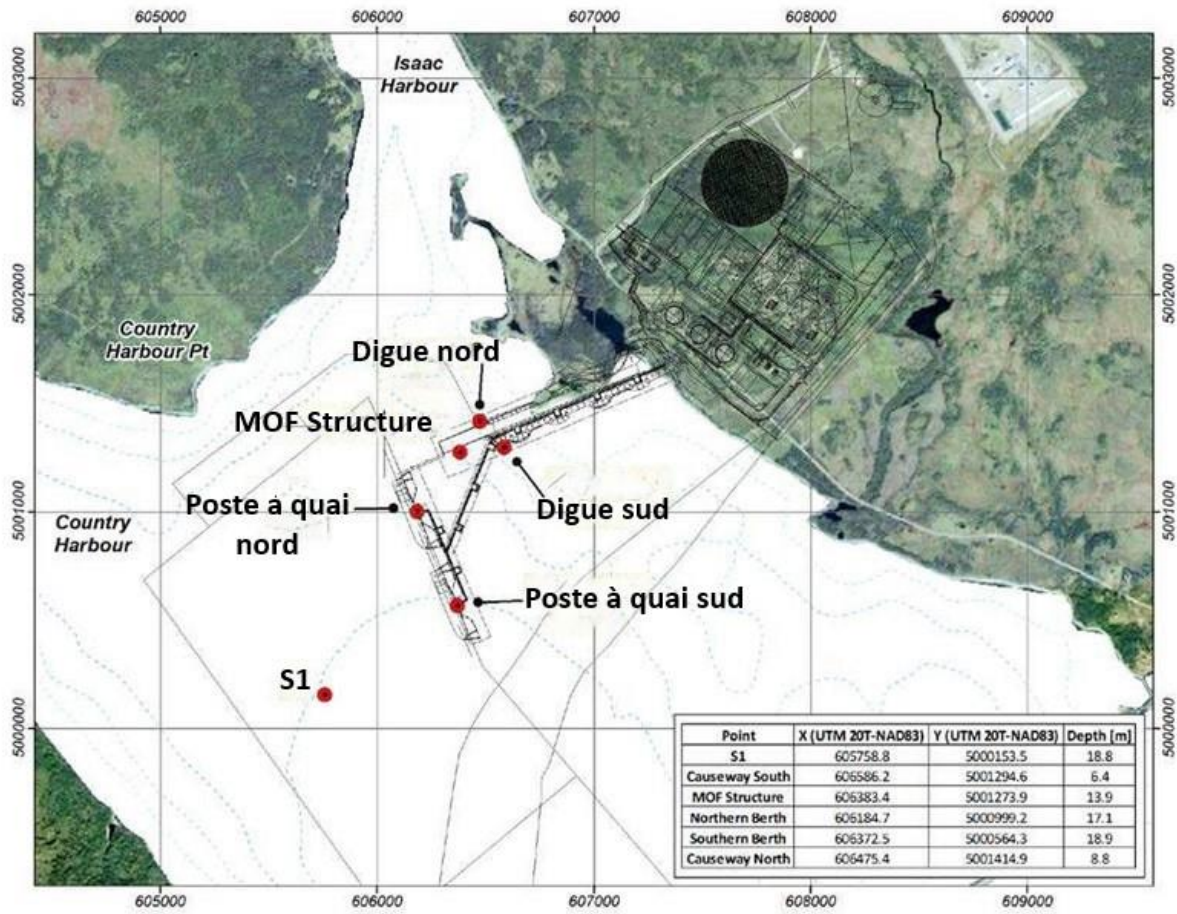 605000 606000 607000 608000 609000
5003000 5003000
Isaac
Harbour
5002000 5002000
Country
Harbour Pt
Digue nord
MOF Structure
Poste à quai
nord
Digue sud
5001000 5001000
Country
Harbour
Poste à quai sud
S1
5000000 5000000
Point X (UTM 20T-NAD83) Y (UTM 20T-NAD83) Depth [m]
S1 605758.8 5000153.5 18.8
Causeway South 606586.2 5001294.6 6.4
MOF Structure 606383.4 5001273.9 13.9
Northern Berth 606184.7 5000999.2 17.1
Southern Berth 606372.5 5000564.3 18.9
Causeway North 606475.4 5001414.9 8.8
605000 606000 607000 608000 609000